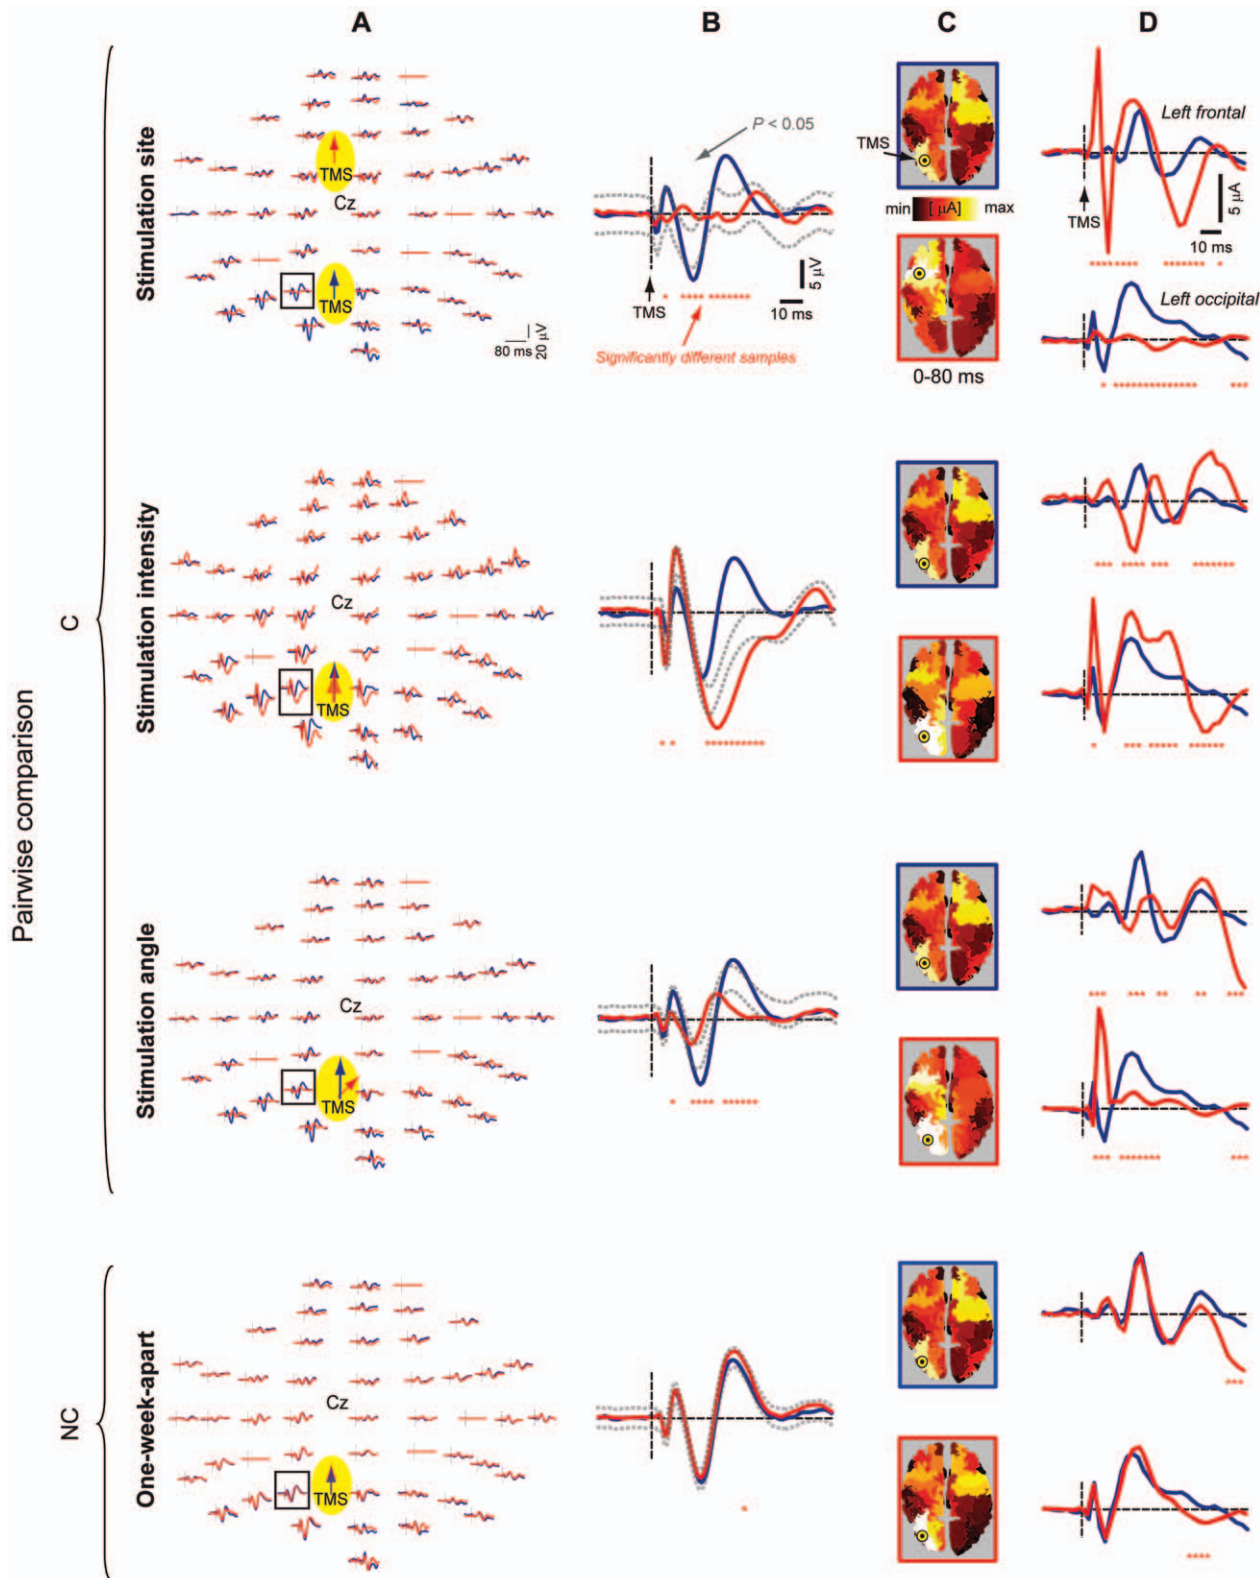 A B C D
Pairwise comparison
C
NC
Stimulation site
TMS
Cz
TMS
80 ms
20 µV
P < 0.05
TMS
5 µV
10 ms
Significantly different samples
TMS
min [ µA] max
0-80 ms
Left frontal
TMS
5 µA
10 ms
Left occipital
Stimulation intensity
Cz
TMS
Stimulation angle
Cz
TMS
One-week-apart
Cz
TMS